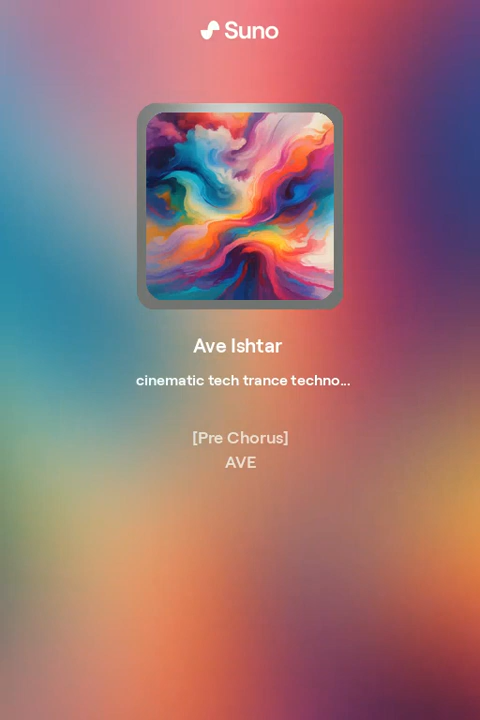 Suno
Ave Ishtar
cinematic tech trance techno...
[Pre Chorus]
AVE